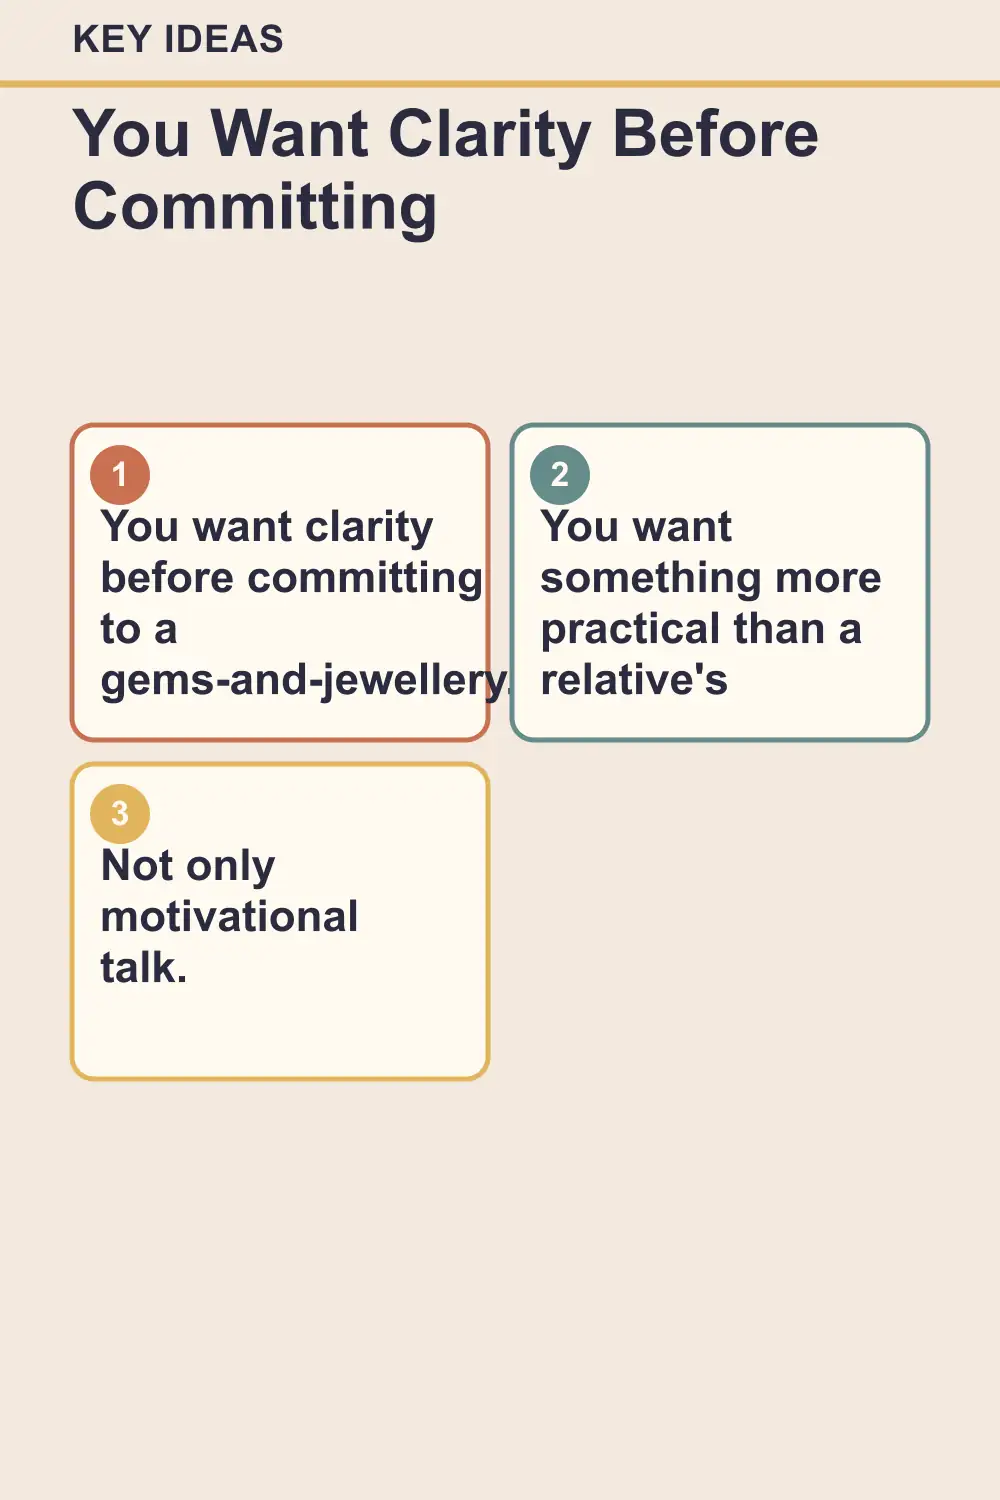 KEY IDEAS
You Want Clarity Before
Committing
1
You want clarity
before committing
to a
gems-and-jewellery.
2
You want
something more
practical than a
relative's
3
Not only
motivational
talk.